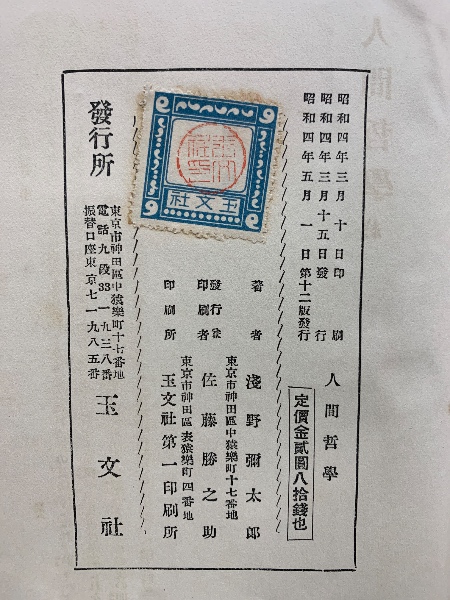 昭和四年三月十日印刷
昭和四年三月十五日發行
昭和四年五月一日第十二版發行
人間哲學
定價金貳圓八拾錢也
東京市神田區中猿樂町十七番地
著者 淺野彌太郎
發行兼
印刷者 佐藤勝之助
東京市神田區表猿樂町四番地
印刷所 玉文社第一印刷所
玉文社
發行所
東京市神田區中猿樂町十七番地
電話九段33一九三八番
振替口座東京七一九八五番
玉文社